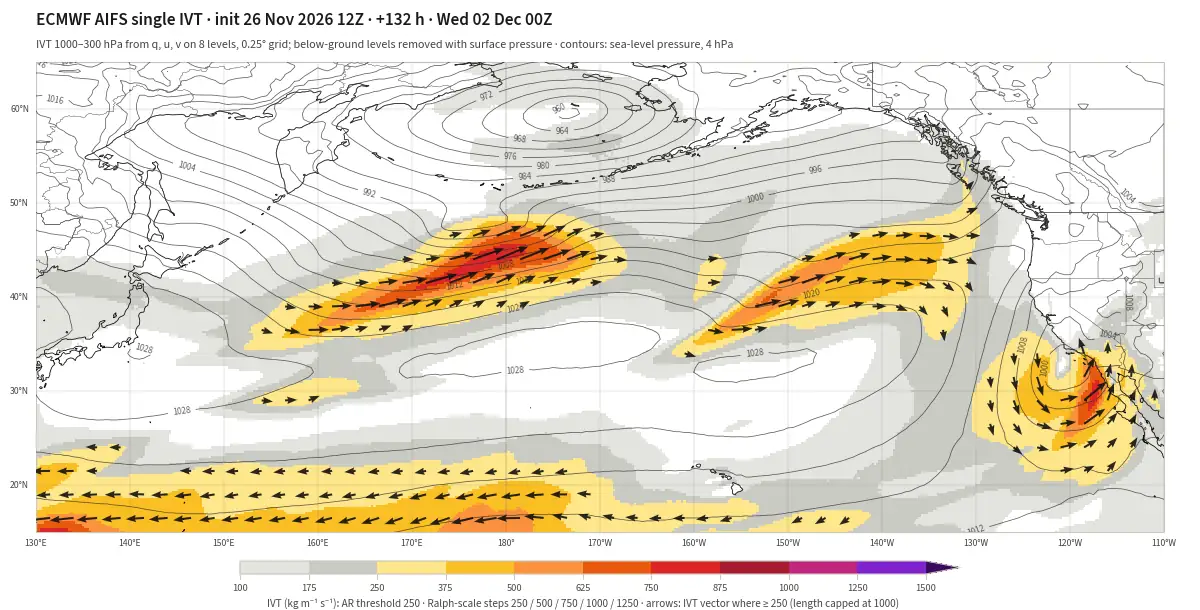 ECMWF AIFS single IVT · init 26 Nov 2026 12Z · +132 h · Wed 02 Dec 00Z
IVT 1000–300 hPa from q, u, v on 8 levels, 0.25° grid; below-ground levels removed with surface pressure · contours: sea-level pressure, 4 hPa
972
1016
60°N
960
964
968
976
1004
980
996
984
988
992
1004
50°N
1000
1012
1020
40°N
1020
1008
1004
1028
1008
1028
1000
1028
30°N
1028
20°N
1012
130°E 140°E 150°E 160°E 170°E 180° 170°W 160°W 150°W 140°W 130°W 120°W 110°W
100 175 250 375 500 625 750 875 1000 1250 1500
IVT (kg m⁻¹ s⁻¹): AR threshold 250 · Ralph-scale steps 250 / 500 / 750 / 1000 / 1250 · arrows: IVT vector where ≥ 250 (length capped at 1000)